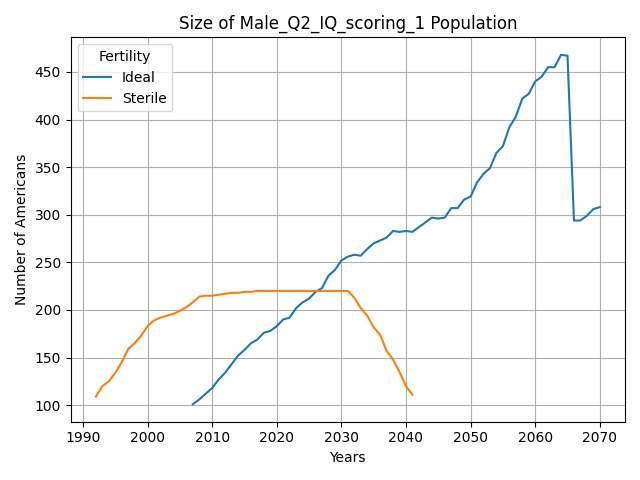 Size of Male_Q2_IQ_scoring_1 Population
Fertility
Ideal
Sterile
Number of Americans
450
400
350
300
250
200
150
100
1990 2000 2010 2020 2030 2040 2050 2060 2070
Years